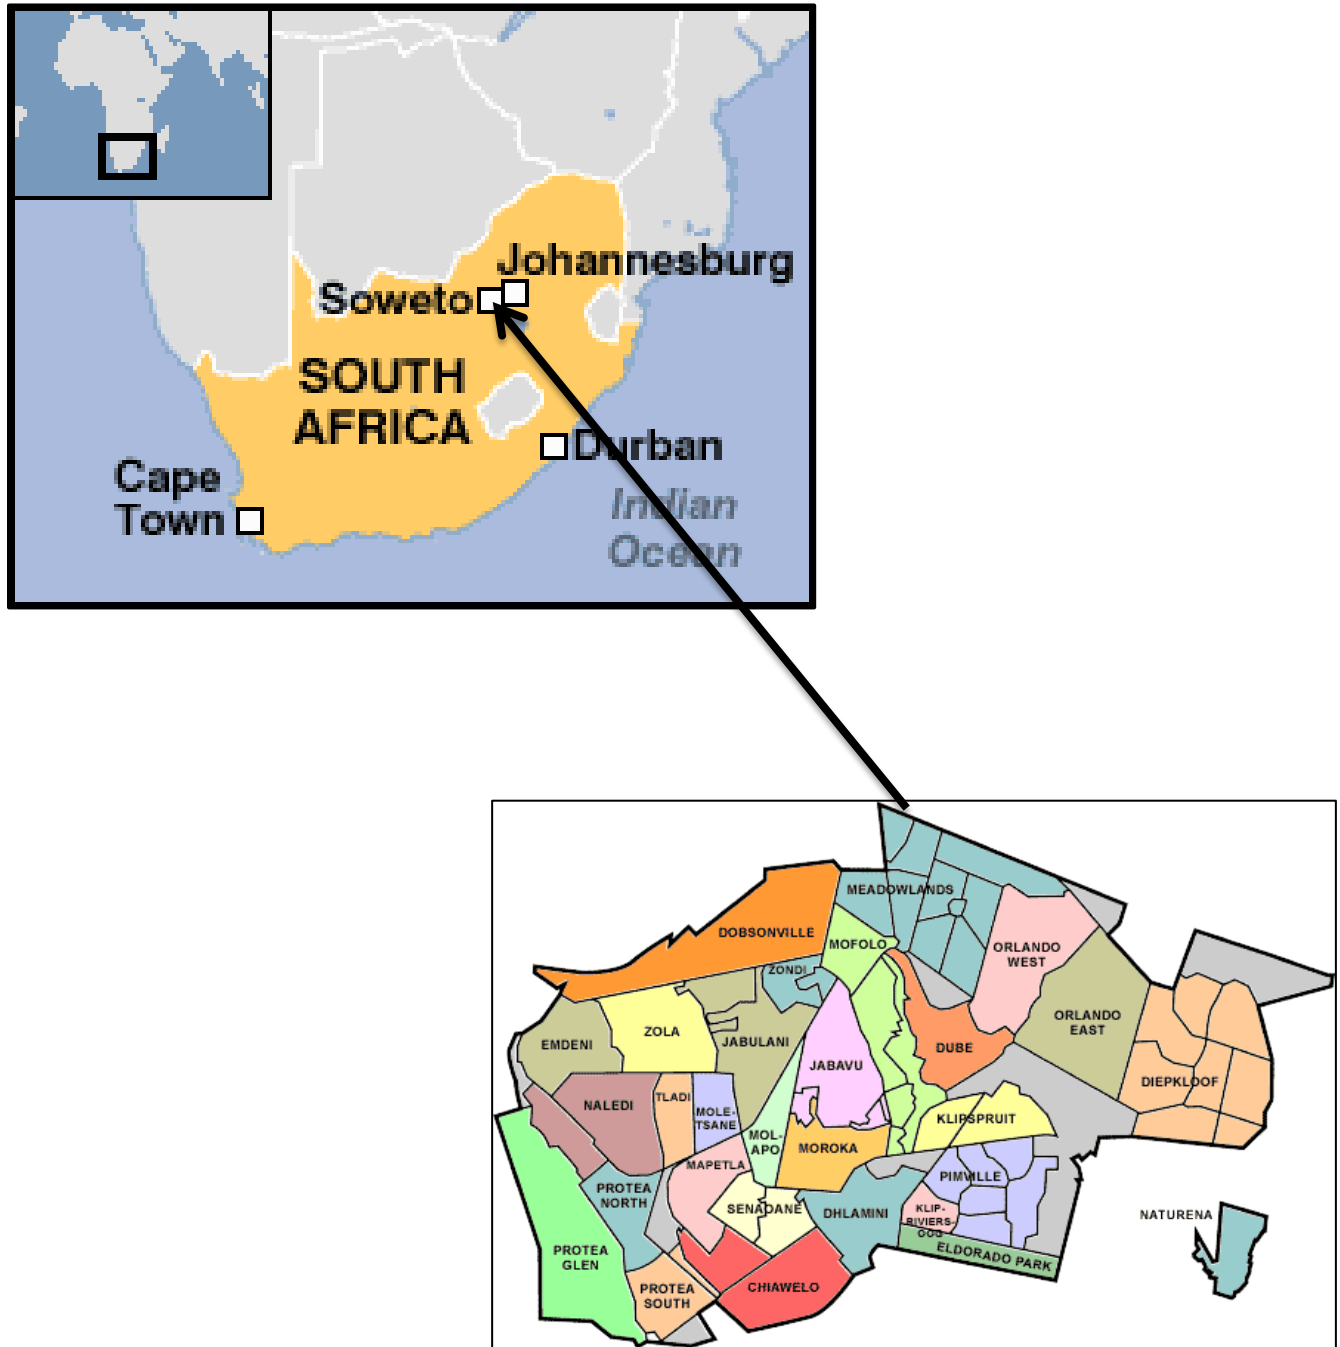 Johannesburg
Soweto
SOUTH
AFRICA
Durban
Cape
Town
Indian
Ocean
MEADOWLANDS
DOBSONVILLE
MOFOLO
ORLANDO
WEST
ZONDI
ORLANDO
EAST
ZOLA
JABULANI
EMDENI
DUBE
JABAVU
DIEPKLOOF
TLADI
NALEDI
MOLE-
TSANE
KLIPSPRUIT
MOL-
APO
MOROKA
MAPETLA
PIMVILLE
PROTEA
NORTH
SENADANE
DHLAMINI
KLIP-
RIVIERS-
OOG
NATURENA
ELDORADO PARK
PROTEA
GLEN
CHIAWELO
PROTEA
SOUTH